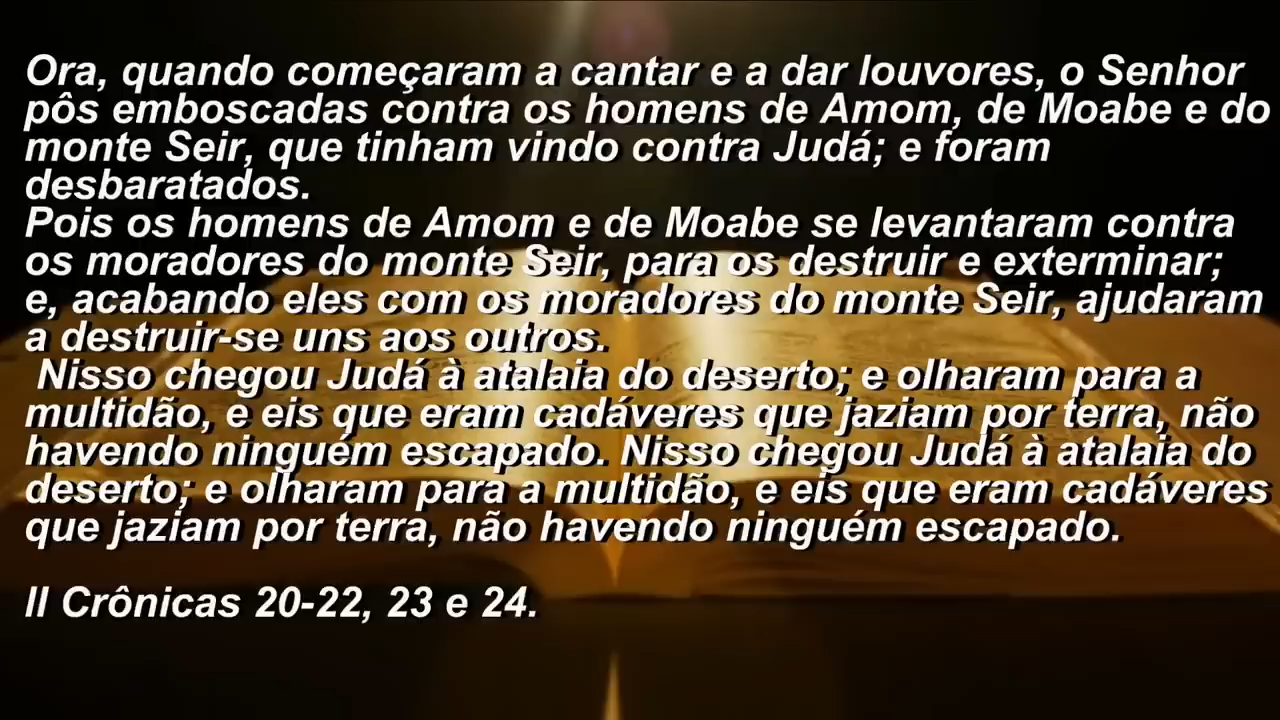 Ora, quando começaram a cantar e a dar louvores, o Senhor
pôs emboscadas contra os homens de Amom, de Moabe e do
monte Seir, que tinham vindo contra Judá; e foram
desbaratados.
Pois os homens de Amom e de Moabe se levantaram contra
os moradores do monte Seir, para os destruir e exterminar;
e, acabando eles com os moradores do monte Seir, ajudaram
a destruir-se uns aos outros.
Nisso chegou Judá à atalaia do deserto; e olharam para a
multidão, e eis que eram cadáveres que jaziam por terra, não
havendo ninguém escapado. Nisso chegou Judá à atalaia do
deserto; e olharam para a multidão, e eis que eram cadáveres
que jaziam por terra, não havendo ninguém escapado.
II Crônicas 20-22, 23 e 24.